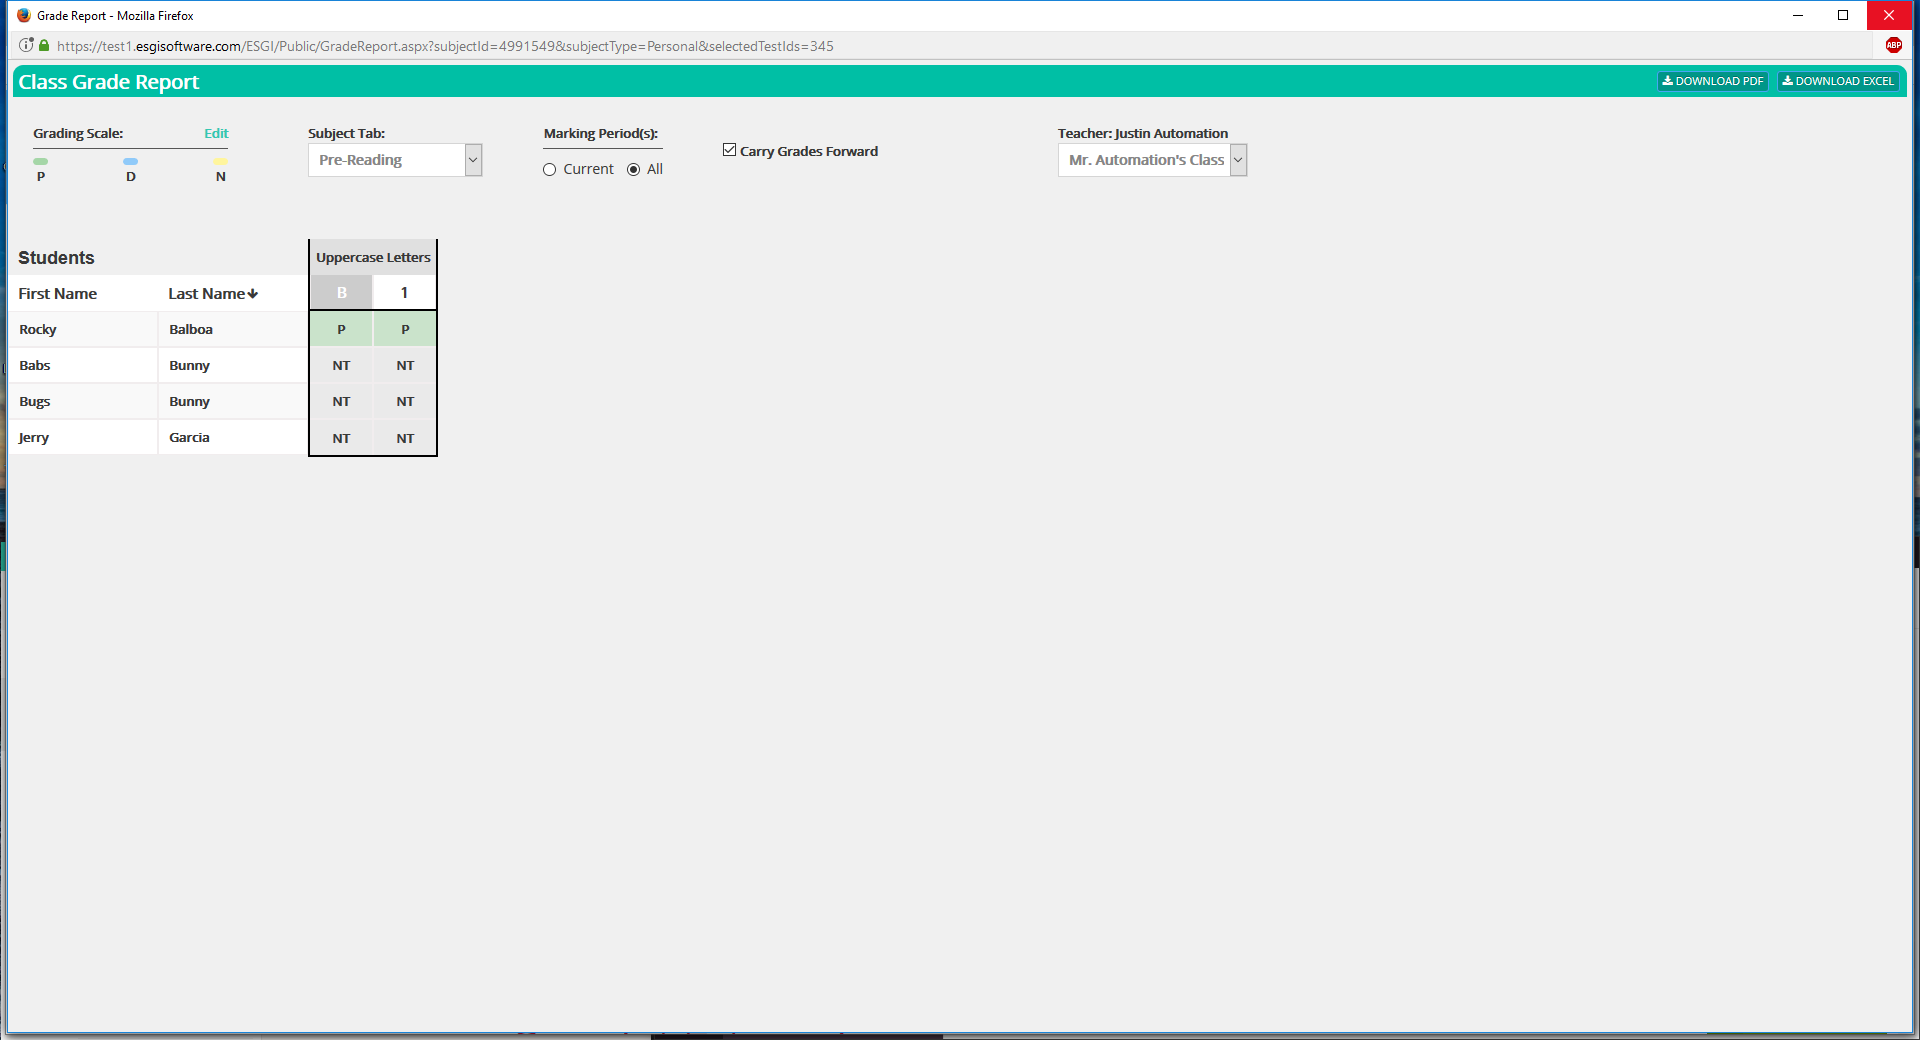 Grade Report - Mozilla Firefox
https://test1.esgisoftware.com/ESGI/Public/GradeReport.aspx?subjectId=4991549&subjectType=Personal&selectedTestIds=345
ABP
Class Grade Report
DOWNLOAD PDF
DOWNLOAD EXCEL
Grading Scale: Edit
P D N
Subject Tab:
Pre-Reading
Marking Period(s):
Current All
Carry Grades Forward
Teacher: Justin Automation
Mr. Automation's Class
Students Uppercase Letters
First Name Last Name B 1
Rocky Balboa P P
Babs Bunny NT NT
Bugs Bunny NT NT
Jerry Garcia NT NT